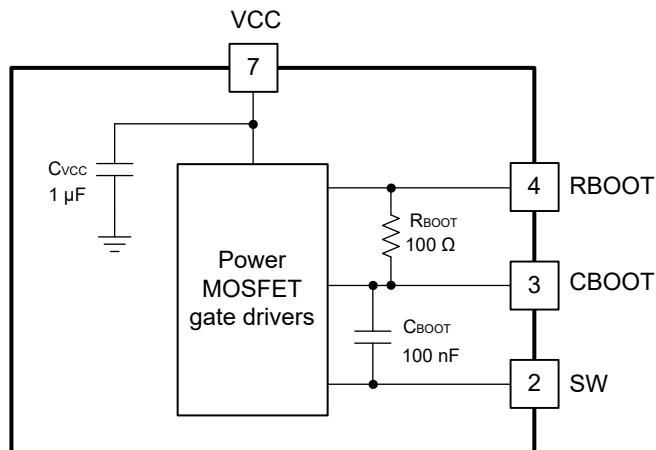 VCC
7
CVCC
1 µF
4
RBOOT
RBOOT
100 Ω
Power
MOSFET
gate drivers
3
CBOOT
CBOOT
100 nF
2
SW